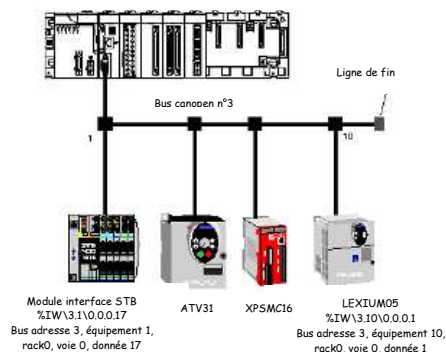 Ligne de fin
Bus canopen n°3
1
10
STB
Module interface STB
%IW\3.1\0.0.0.17
Bus adresse 3, équipement 1,
rack0, voie 0, donnée 17
ATV31
XPSMC16
LEXIUM05
%IW\3.10\0.0.0.1
Bus adresse 3, équipement 10,
rack0, voie 0, donnée 1